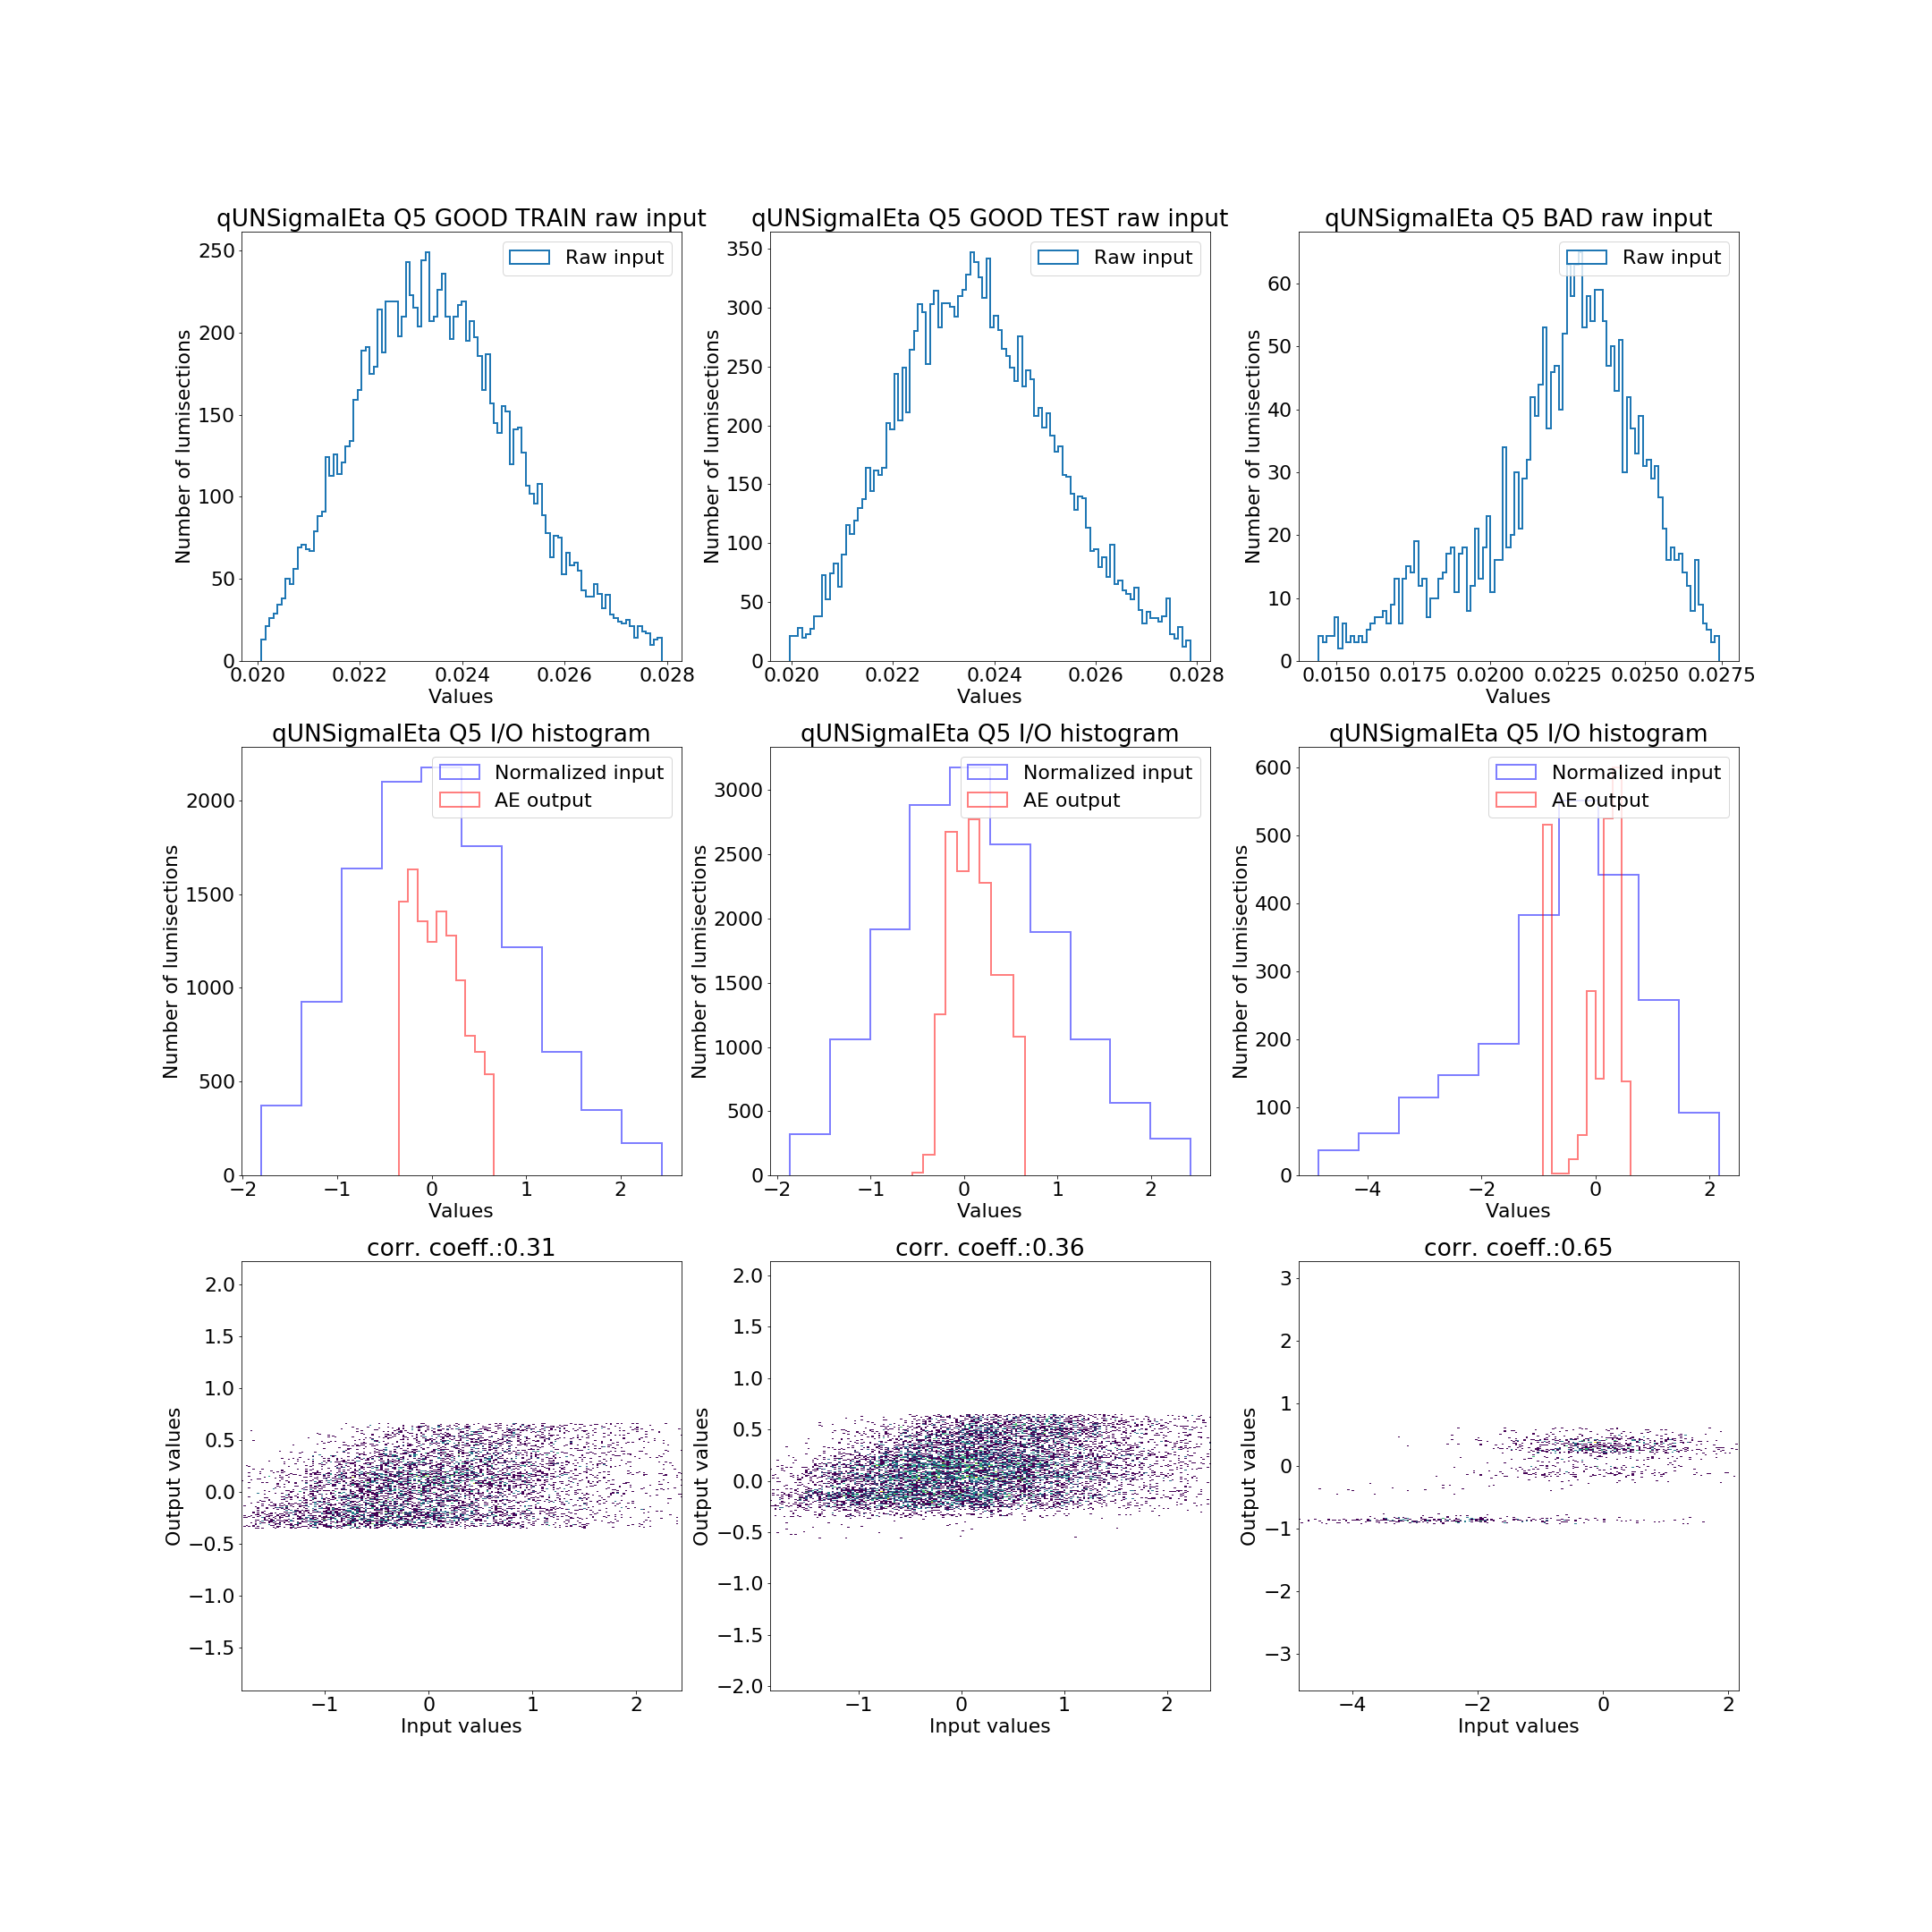 qUNSigmaIEta Q5 GOOD TRAIN raw input
Raw input
250
200
150
100
50
0
Number of lumisections
0.020 0.022 0.024 0.026 0.028
Values
qUNSigmaIEta Q5 GOOD TEST raw input
Raw input
350
300
250
200
150
100
50
0
Number of lumisections
0.020 0.022 0.024 0.026 0.028
Values
qUNSigmaIEta Q5 BAD raw input
Raw input
60
50
40
30
20
10
0
Number of lumisections
0.0150 0.0175 0.0200 0.0225 0.0250 0.0275
Values
qUNSigmaIEta Q5 I/O histogram
Normalized input
AE output
2000
1500
1000
500
0
Number of lumisections
−2 −1 0 1 2
Values
qUNSigmaIEta Q5 I/O histogram
Normalized input
AE output
3000
2500
2000
1500
1000
500
0
Number of lumisections
−2 −1 0 1 2
Values
qUNSigmaIEta Q5 I/O histogram
Normalized input
AE output
600
500
400
300
200
100
0
Number of lumisections
−4 −2 0 2
Values
corr. coeff.:0.31
2.0
1.5
1.0
0.5
0.0
−0.5
−1.0
−1.5
Output values
−1 0 1 2
Input values
corr. coeff.:0.36
2.0
1.5
1.0
0.5
0.0
−0.5
−1.0
−1.5
−2.0
Output values
−1 0 1 2
Input values
corr. coeff.:0.65
3
2
1
0
−1
−2
−3
Output values
−4 −2 0 2
Input values